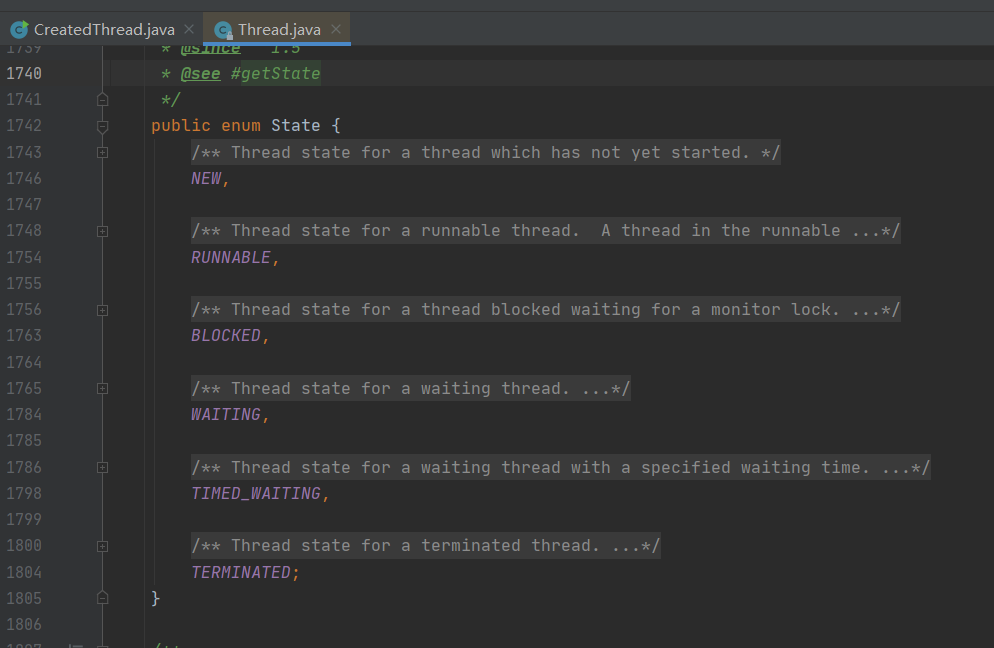 CreatedThread.java
Thread.java
1739 * @since 1.5
1740 * @see #getState
1741 */
1742 public enum State {
1743 /** Thread state for a thread which has not yet started. */
1746 NEW,
1747
1748 /** Thread state for a runnable thread.  A thread in the runnable ...*/
1754 RUNNABLE,
1755
1756 /** Thread state for a thread blocked waiting for a monitor lock. ...*/
1763 BLOCKED,
1764
1765 /** Thread state for a waiting thread. ...*/
1784 WAITING,
1785
1786 /** Thread state for a waiting thread with a specified waiting time. ...*/
1798 TIMED_WAITING,
1799
1800 /** Thread state for a terminated thread. ...*/
1804 TERMINATED;
1805 }
1806